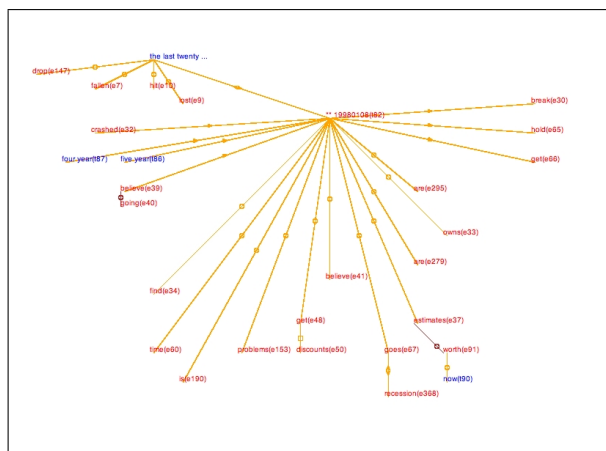 the last twenty ...
drop(e147)
fallen(e7) hit(e10)
lost(e9)
break(e30)
** 19980108(t82)
crashed(e32) hold(e65)
four year(t87) five year(t86) get(e66)
believe(e39) are(e295)
going(e40)
owns(e33)
are(e279)
believe(e41)
find(e34)
get(e48) estimates(e37)
time(e60) problems(e153) discounts(e50) goes(e67) worth(e91)
is(e190) now(t90)
recession(e368)